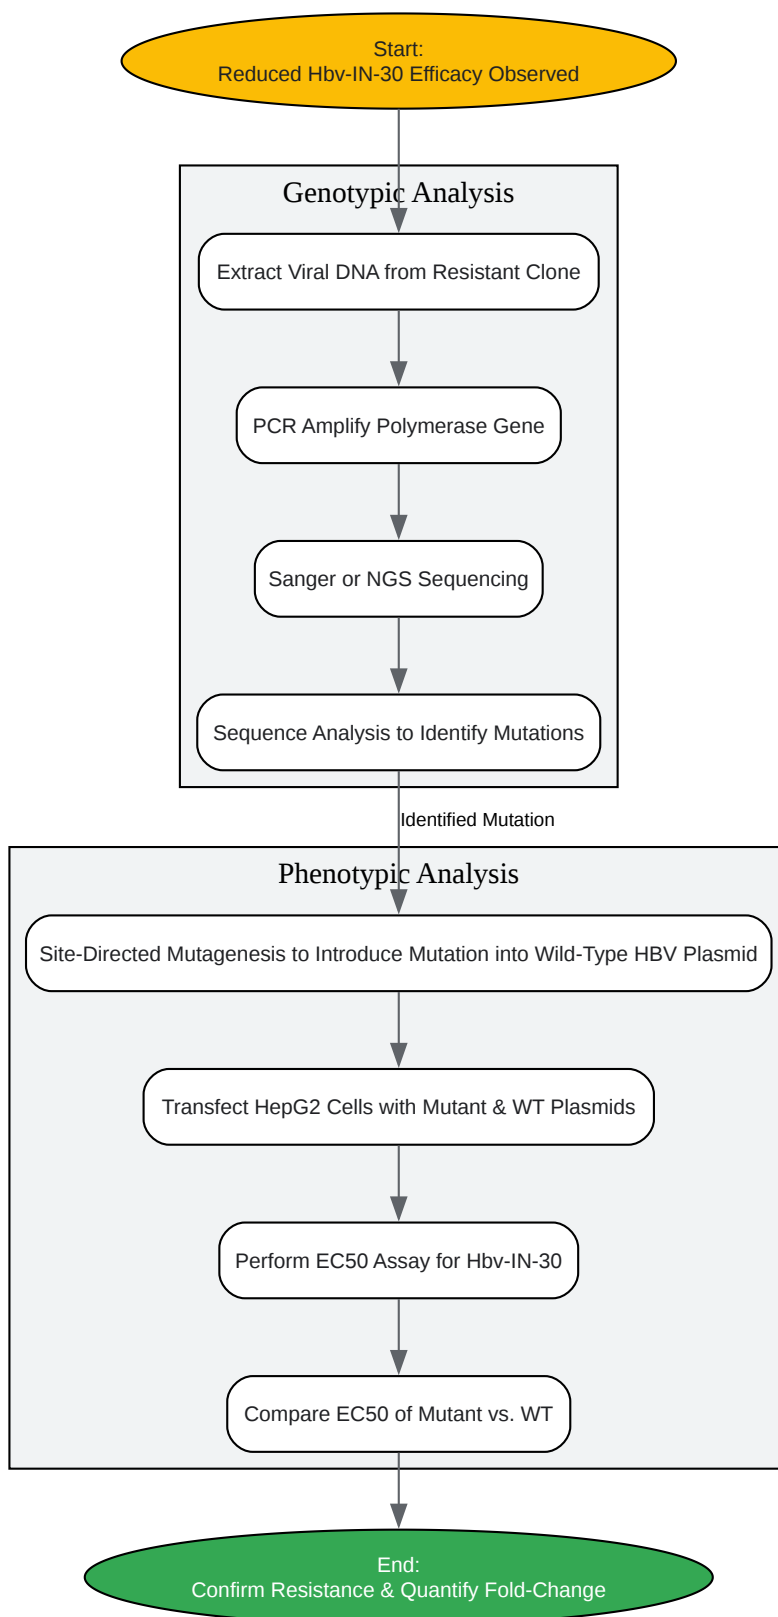 Start:
Reduced Hbv-IN-30 Efficacy Observed
Genotypic Analysis
Extract Viral DNA from Resistant Clone
PCR Amplify Polymerase Gene
Sanger or NGS Sequencing
Sequence Analysis to Identify Mutations
Identified Mutation
Phenotypic Analysis
Site-Directed Mutagenesis to Introduce Mutation into Wild-Type HBV Plasmid
Transfect HepG2 Cells with Mutant & WT Plasmids
Perform EC50 Assay for Hbv-IN-30
Compare EC50 of Mutant vs. WT
End:
Confirm Resistance & Quantify Fold-Change